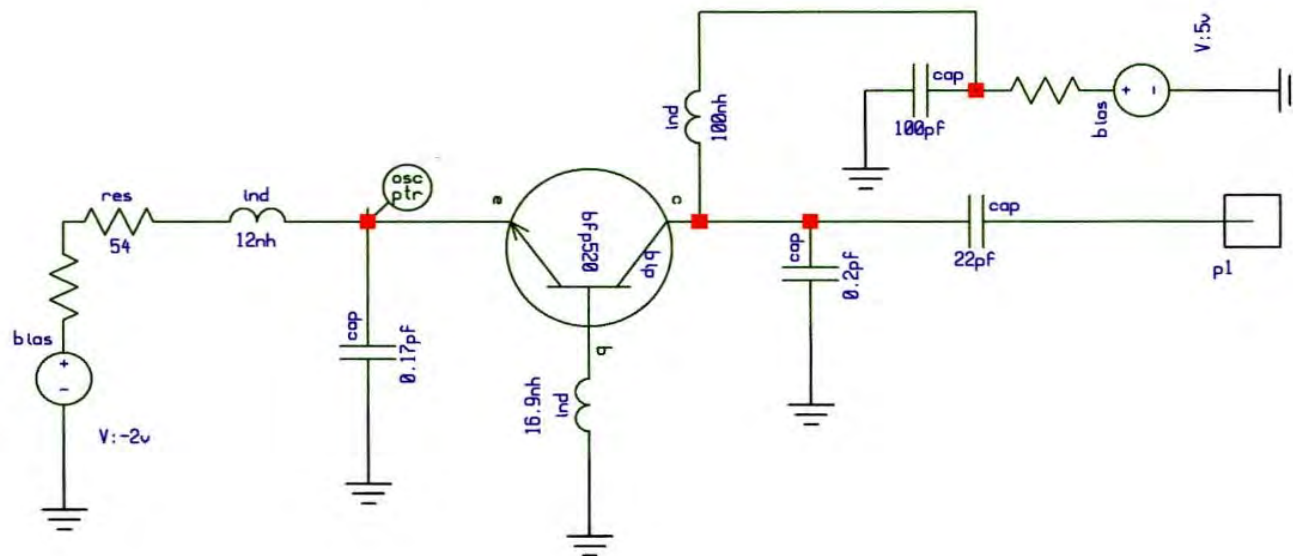 V:5v
cap
100pf
bias
ind
100nh
osc
ptr
res
54
ind
12nh
e
c
bfp520
bip
cap
0.2pf
cap
22pf
p1
bias
V:-2v
cap
0.17pf
b
16.9nh
ind
+
-
+
-